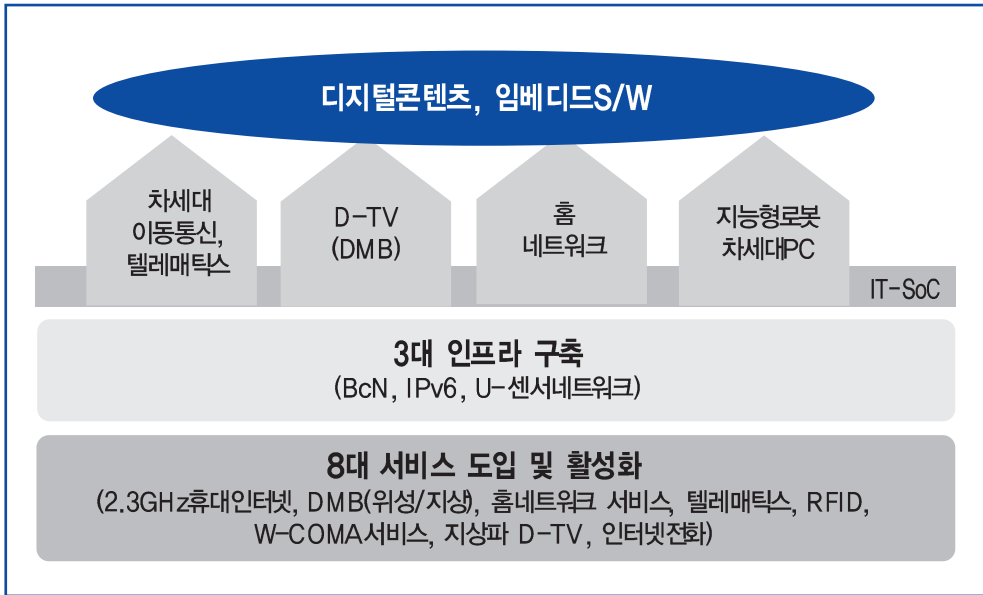 디지털콘텐츠, 임베디드S/W
차세대
이동통신,
텔레매틱스
D-TV
(DMB)
홈
네트워크
지능형로봇
차세대PC
IT-SoC
3대 인프라 구축
(BcN, IPv6, U-센서네트워크)
8대 서비스 도입 및 활성화
(2.3GHz휴대인터넷, DMB(위성/지상), 홈네트워크 서비스, 텔레매틱스, RFID,
W-COMA서비스, 지상파 D-TV, 인터넷전화)